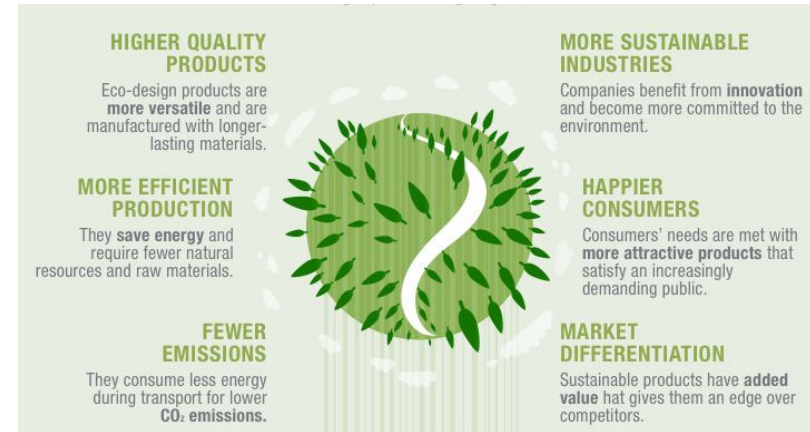 HIGHER QUALITY
PRODUCTS
Eco-design products are
more versatile and are
manufactured with longer-
lasting materials.
MORE EFFICIENT
PRODUCTION
They save energy and
require fewer natural
resources and raw materials.
FEWER
EMISSIONS
They consume less energy
during transport for lower
CO₂ emissions.
MORE SUSTAINABLE
INDUSTRIES
Companies benefit from innovation
and become more committed to the
environment.
HAPPIER
CONSUMERS
Consumers' needs are met with
more attractive products that
satisfy an increasingly
demanding public.
MARKET
DIFFERENTIATION
Sustainable products have added
value hat gives them an edge over
competitors.